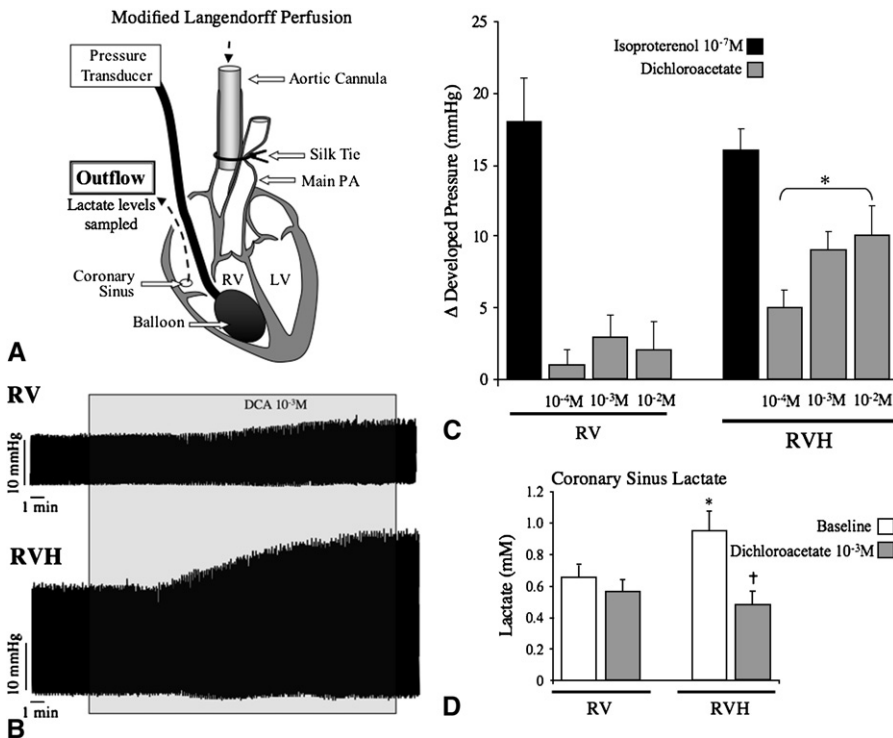 Modified Langendorff Perfusion
Pressure
Transducer
Aortic Cannula
Silk Tie
Main PA
Outflow
Lactate levels
sampled
Coronary
Sinus
RV
LV
Balloon
A
RV
DCA 10⁻³M
10 mmHg
1 min
RVH
10 mmHg
1 min
B
Δ Developed Pressure (mmHg)
25
20
15
10
5
0
Isoproterenol 10⁻⁷M
Dichloroacetate
*
10⁻⁴M 10⁻³M 10⁻²M
10⁻⁴M 10⁻³M 10⁻²M
RV
RVH
C
Coronary Sinus Lactate
Lactate (mM)
1.2
1.0
0.8
0.6
0.4
0.2
0
*
†
Baseline
Dichloroacetate 10⁻³M
RV
RVH
D